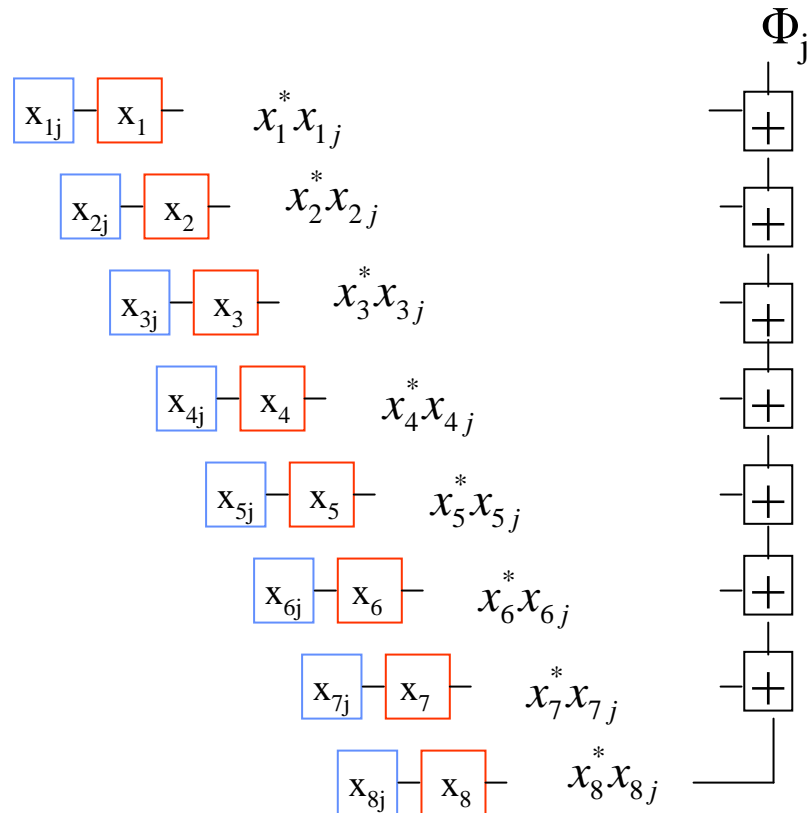 Φⱼ
x₁ⱼ x₁ x₁* x₁ⱼ +
x₂ⱼ x₂ x₂* x₂ⱼ +
x₃ⱼ x₃ x₃* x₃ⱼ +
x₄ⱼ x₄ x₄* x₄ⱼ +
x₅ⱼ x₅ x₅* x₅ⱼ +
x₆ⱼ x₆ x₆* x₆ⱼ +
x₇ⱼ x₇ x₇* x₇ⱼ +
x₈ⱼ x₈ x₈* x₈ⱼ